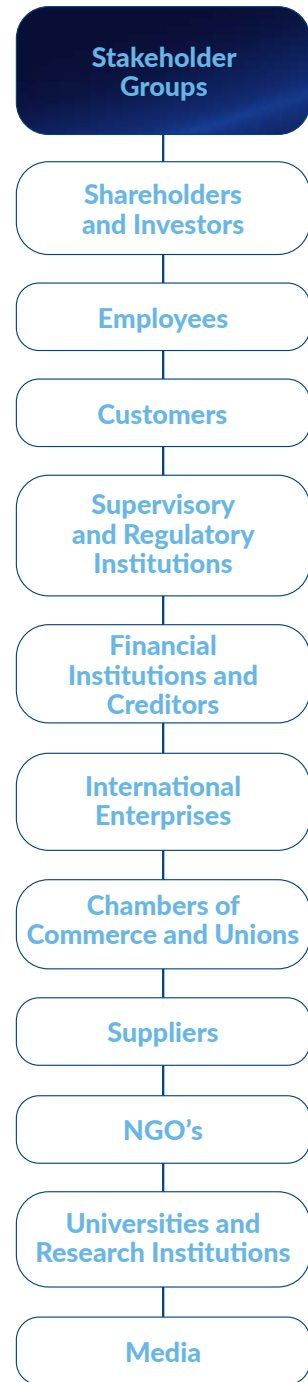 Stakeholder
Groups
Shareholders
and Investors
Employees
Customers
Supervisory
and Regulatory
Institutions
Financial
Institutions and
Creditors
International
Enterprises
Chambers of
Commerce and Unions
Suppliers
NGO’s
Universities and
Research Institutions
Media